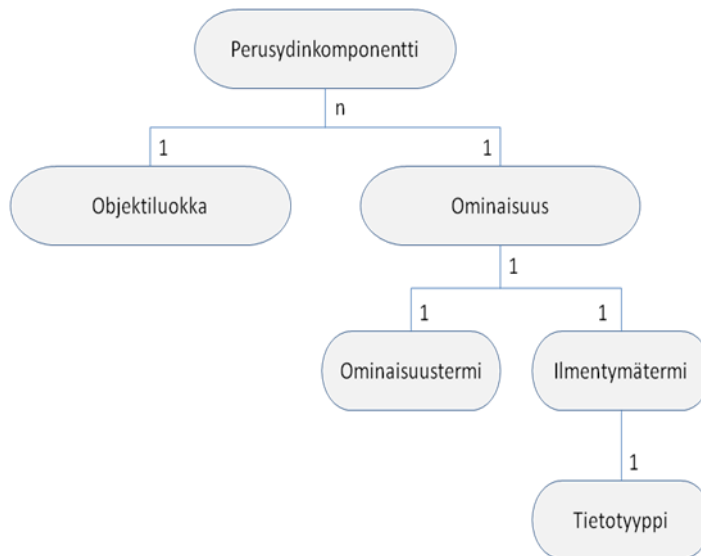 Perusydinkomponentti
n
1
1
Objektiluokka
Ominaisuus
1
1
1
Ominaisuustermi
Ilmentymätermi
1
Tietotyyppi